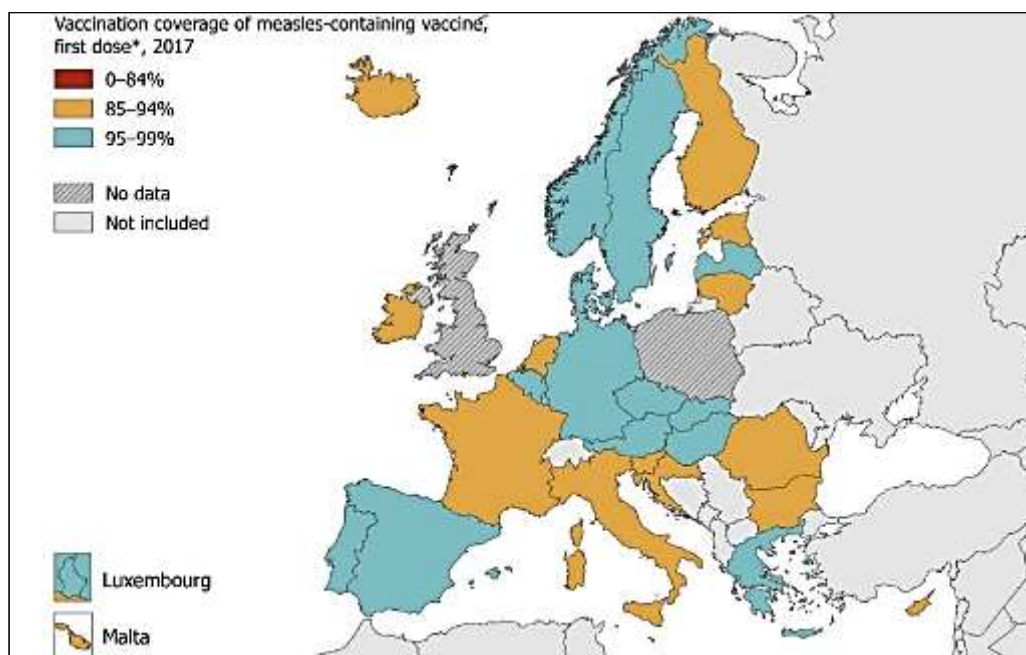 Vaccination coverage of measles-containing vaccine,
first dose*, 2017
0–84%
85–94%
95–99%
No data
Not included
Luxembourg
Malta